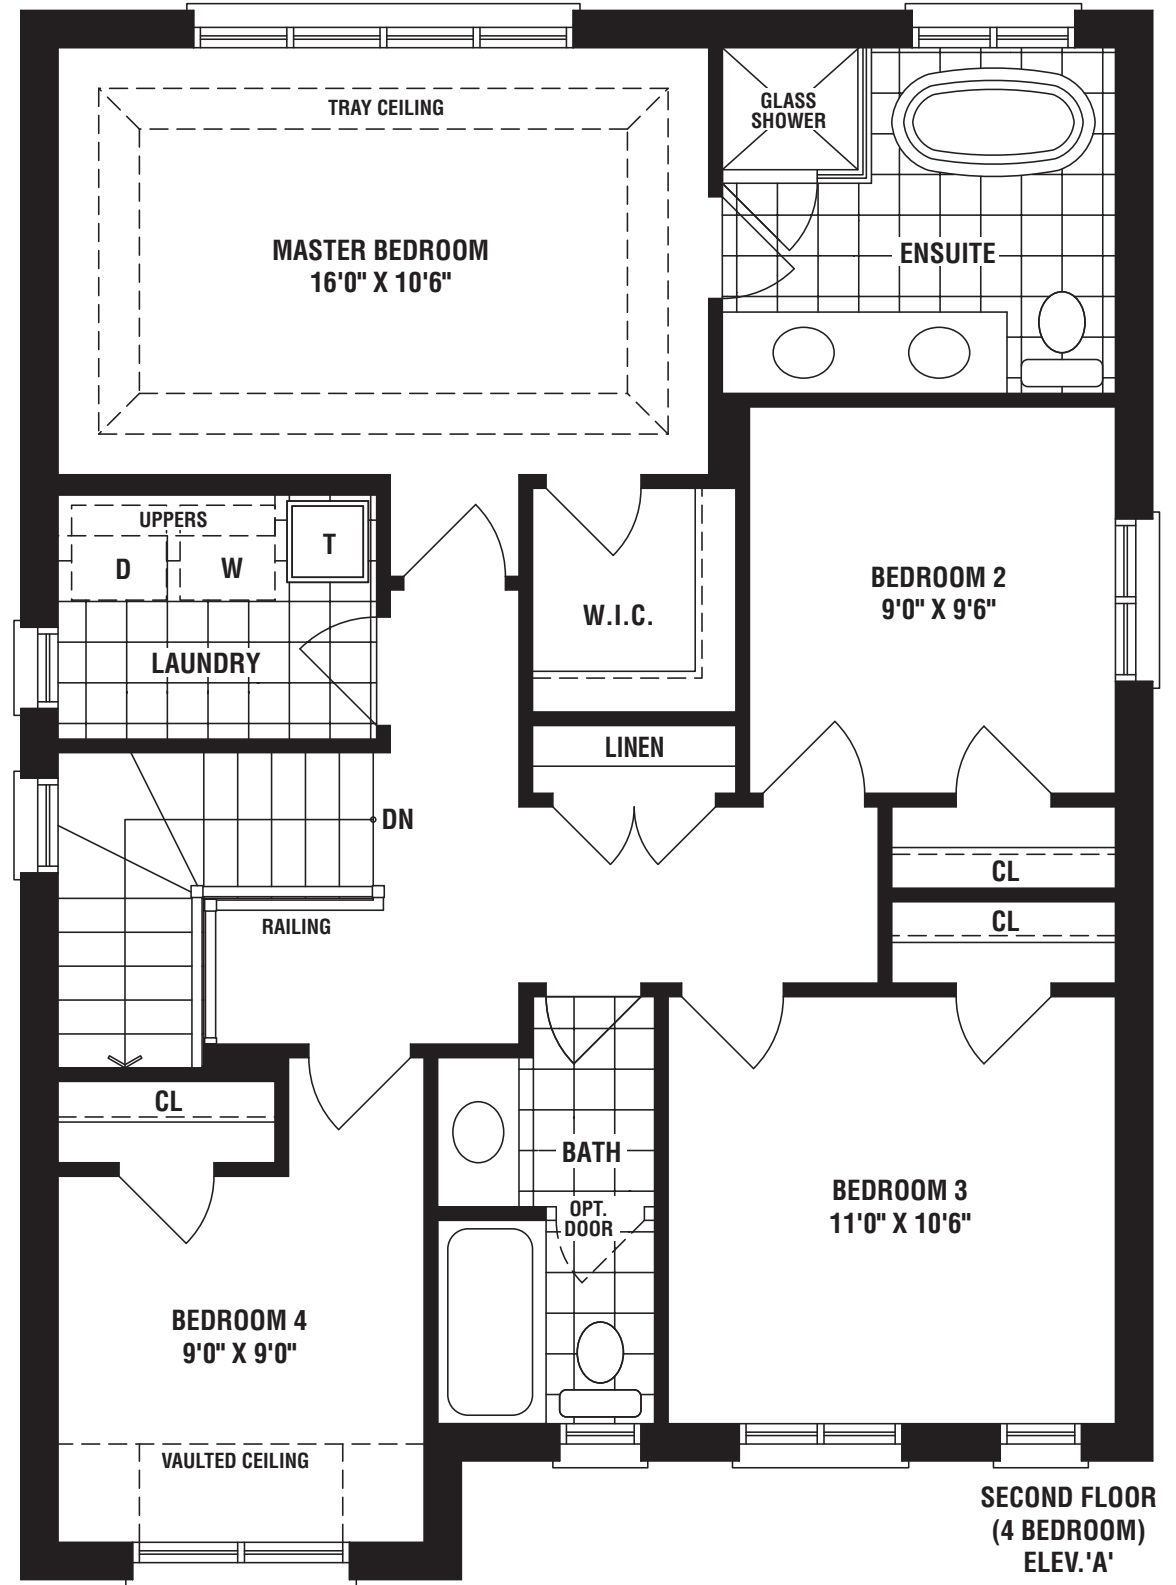 TRAY CEILING
GLASS
SHOWER
MASTER BEDROOM
16'0" X 10'6"
ENSUITE
UPPERS
D
W
T
LAUNDRY
W.I.C.
BEDROOM 2
9'0" X 9'6"
LINEN
DN
RAILING
CL
CL
CL
BATH
OPT.
DOOR
BEDROOM 3
11'0" X 10'6"
BEDROOM 4
9'0" X 9'0"
VAULTED CEILING
SECOND FLOOR
(4 BEDROOM)
ELEV.'A'